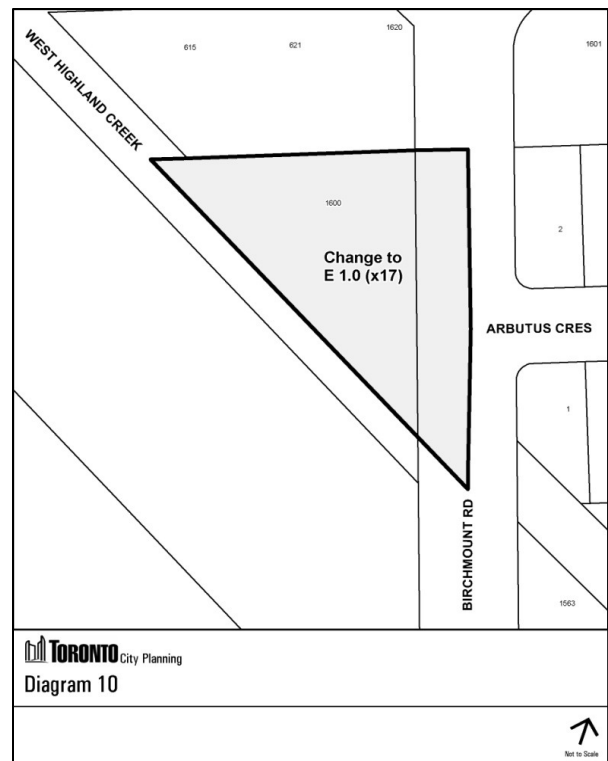 1620
615
621
1601
WEST HIGHLAND CREEK
1600
2
Change to
E 1.0 (x17)
ARBUTUS CRES
1
BIRCHMOUNT RD
1563
TORONTO City Planning
Diagram 10
Not to Scale